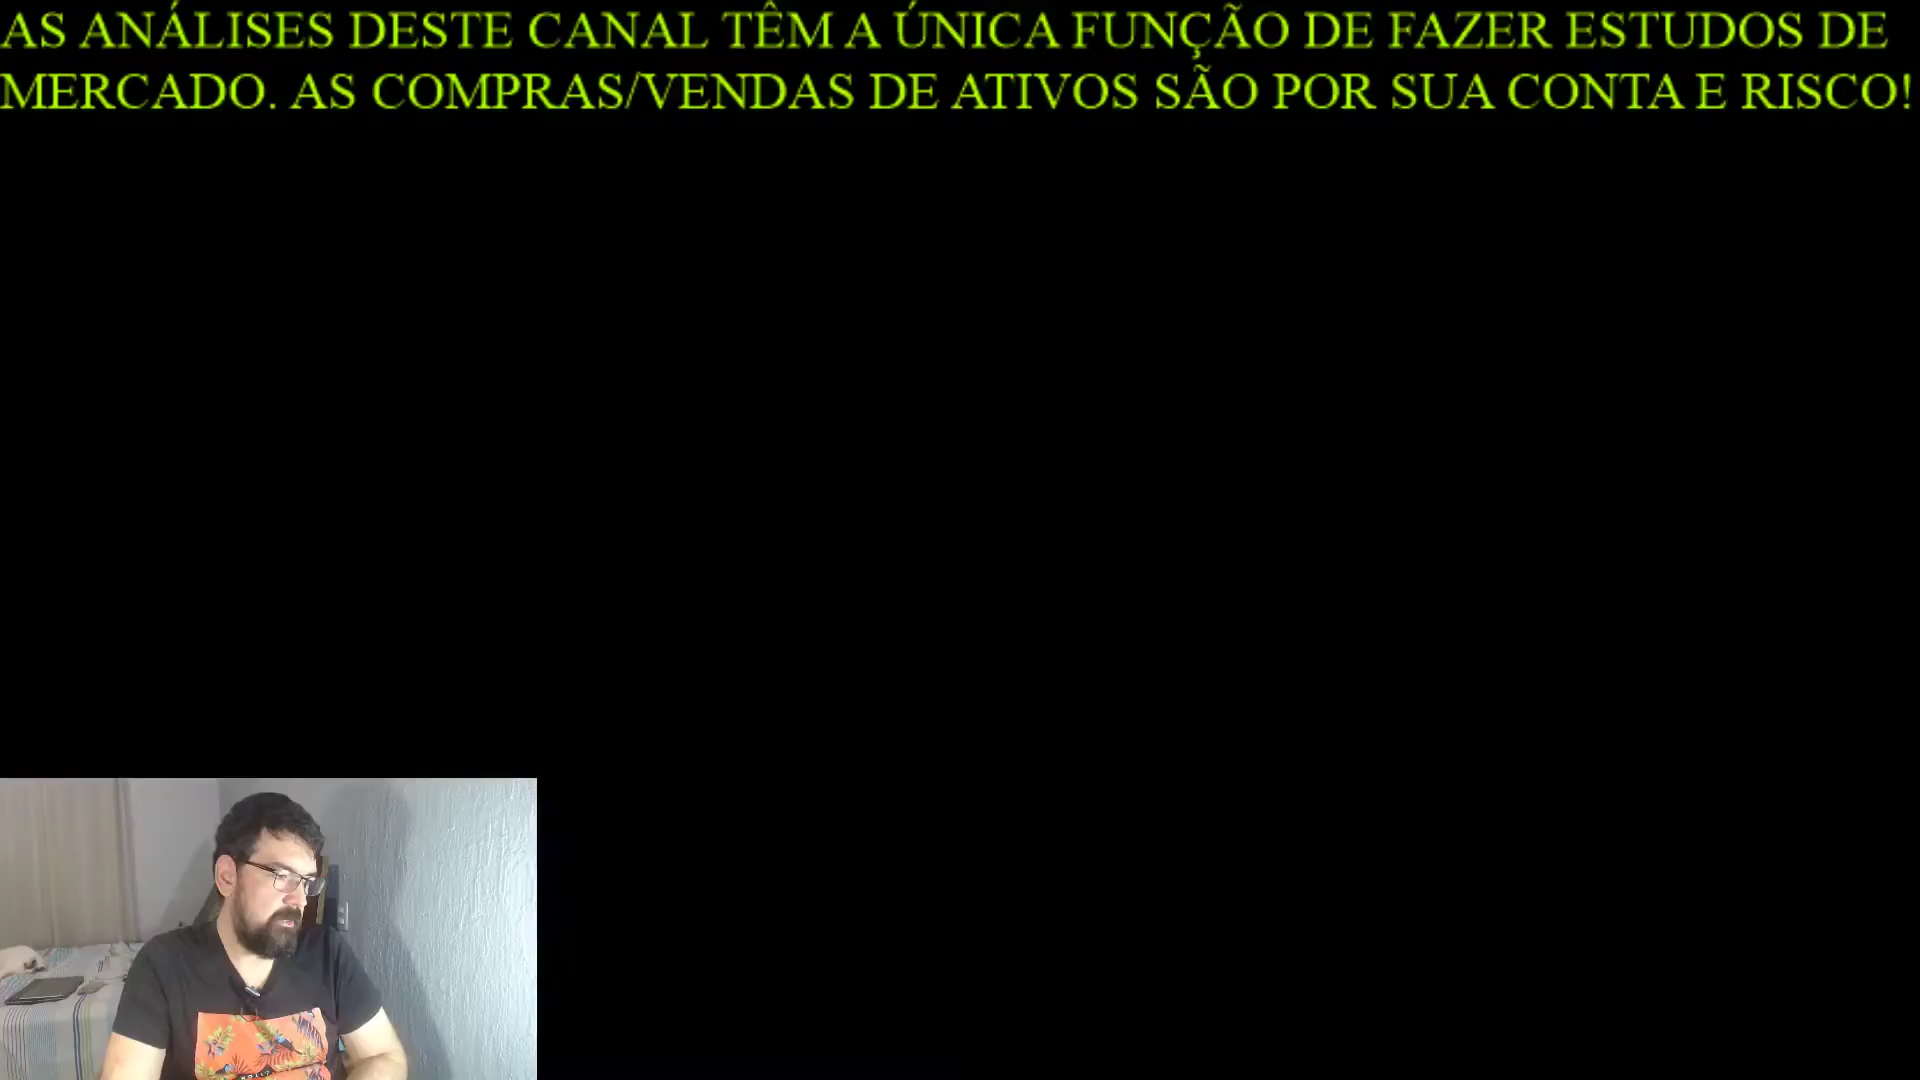 AS ANÁLISES DESTE CANAL TÊM A ÚNICA FUNÇÃO DE FAZER ESTUDOS DE
MERCADO. AS COMPRAS/VENDAS DE ATIVOS SÃO POR SUA CONTA E RISCO!